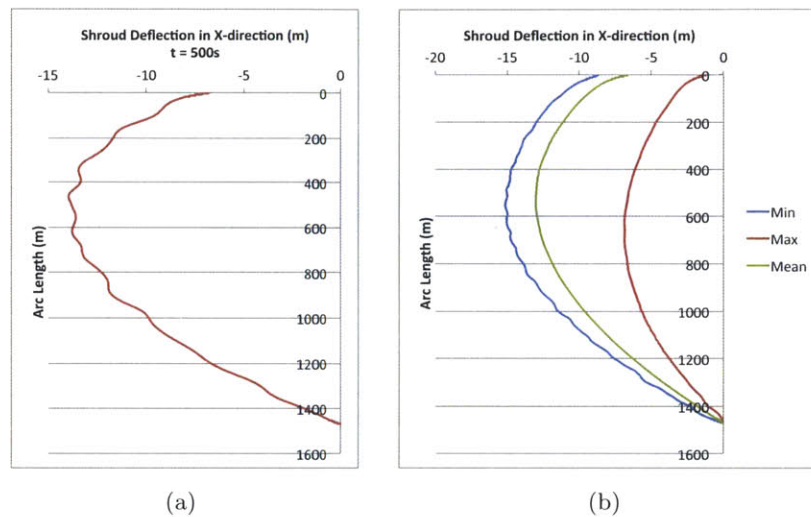 Shroud Deflection in X-direction (m)
t = 500s
-15 -10 -5 0
0
200
400
600
800
1000
1200
1400
1600
Arc Length (m)
(a)
Shroud Deflection in X-direction (m)
-20 -15 -10 -5 0
0
200
400
600
800
1000
1200
1400
1600
Arc Length (m)
Min
Max
Mean
(b)